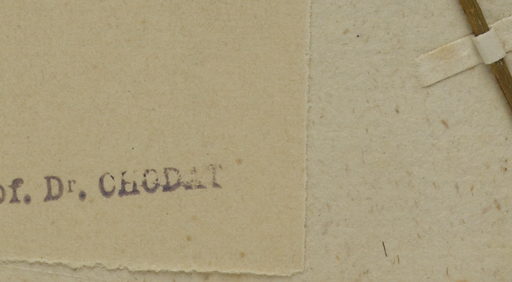 of. Dr. CHODAT